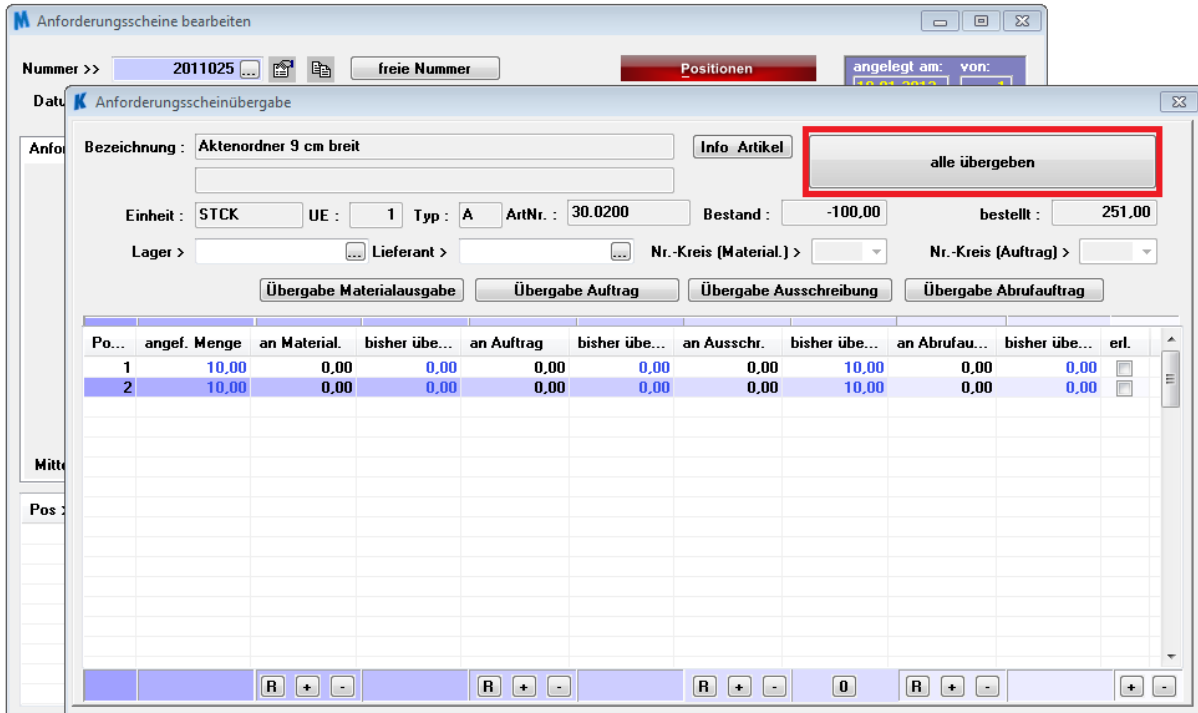 Anforderungsscheine bearbeiten
Nummer >> 2011025 ... freie Nummer Positionen angelegt am: von:
Datu
Anforderungsscheinübergabe
Anfo
Bezeichnung : Aktenordner 9 cm breit Info Artikel alle übergeben
Einheit : STCK UE : 1 Typ : A ArtNr. : 30.0200 Bestand : -100,00 bestellt : 251,00
Lager > ... Lieferant > ... Nr.-Kreis (Material.) > Nr.-Kreis (Auftrag) >
Übergabe Materialausgabe Übergabe Auftrag Übergabe Ausschreibung Übergabe Abrufauftrag
Po... angef. Menge an Material. bisher übe... an Auftrag bisher übe... an Ausschr. bisher übe... an Abrufau... bisher übe... erl.
1 10,00 0,00 0,00 0,00 0,00 0,00 10,00 0,00 0,00
2 10,00 0,00 0,00 0,00 0,00 0,00 10,00 0,00 0,00
Mitte
Pos >
R + - R + - R + - 0 R + - + -